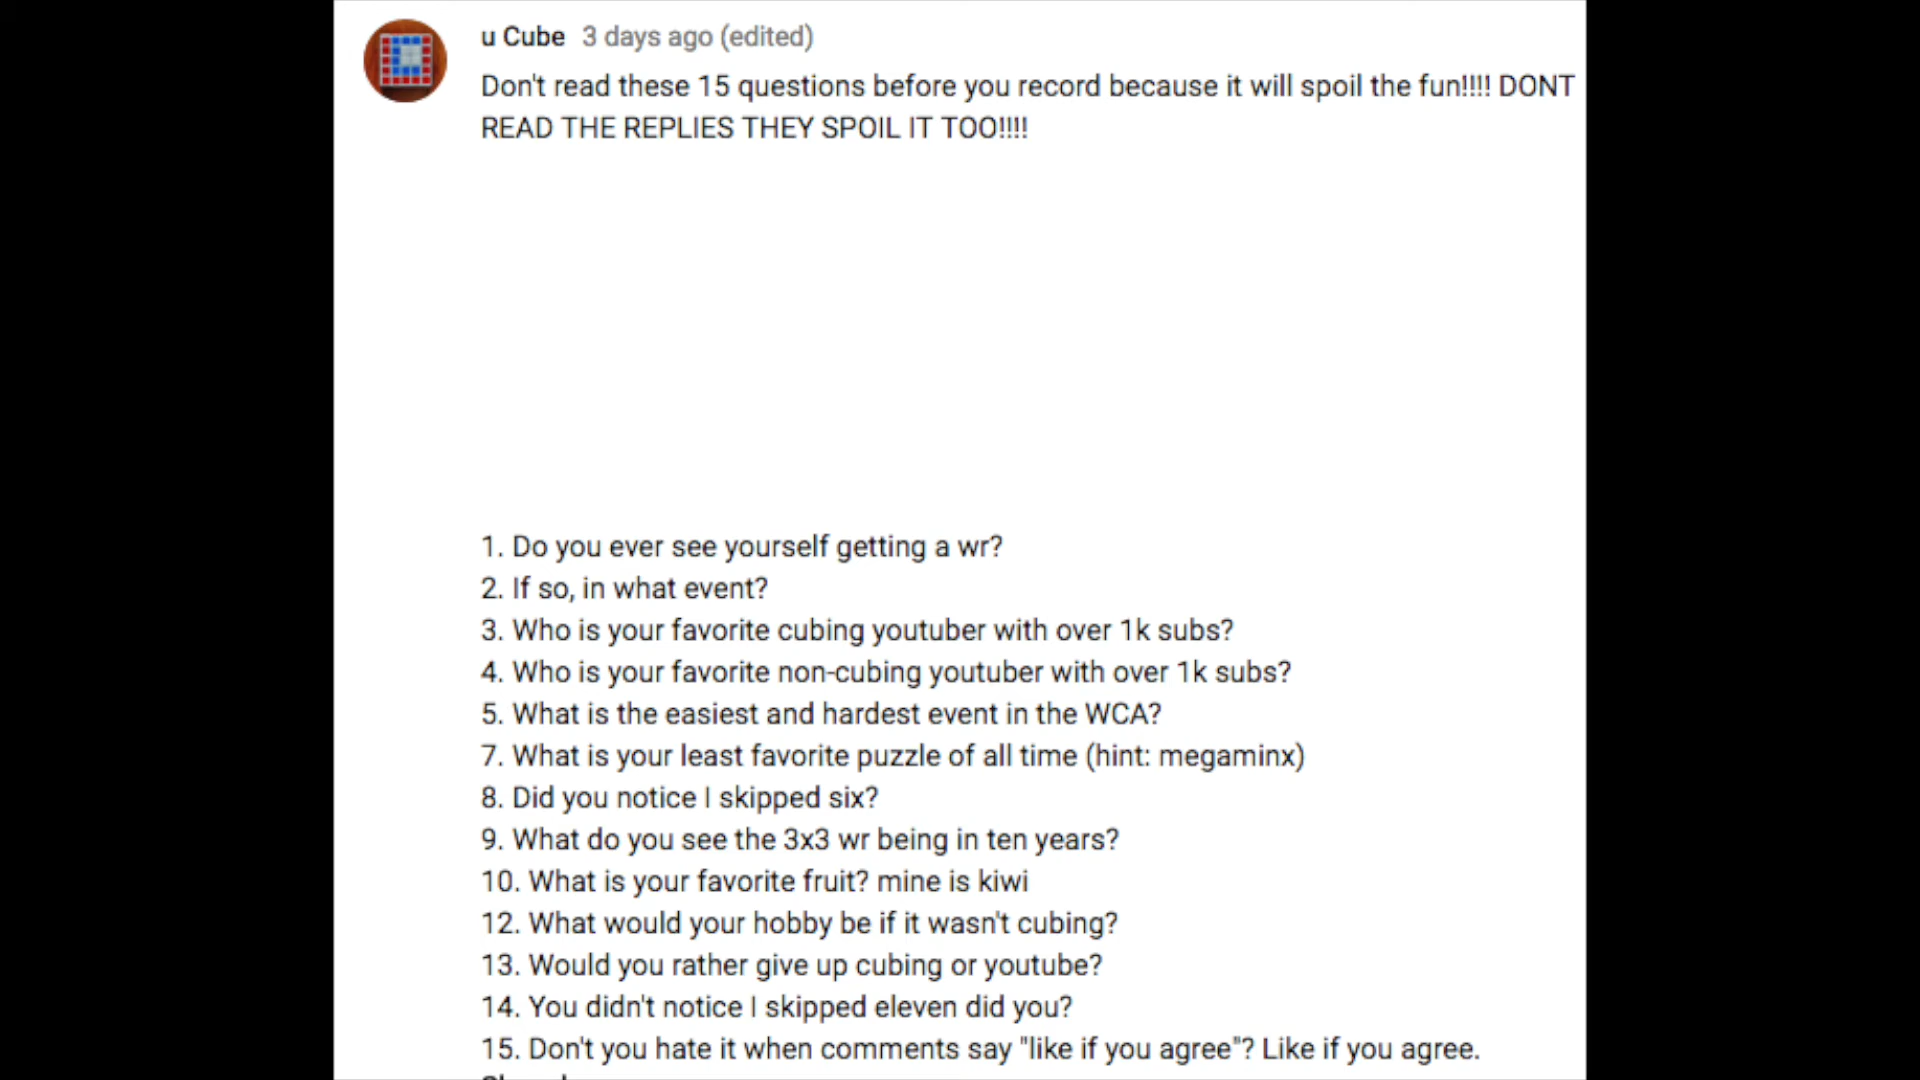 u Cube 3 days ago (edited)
Don't read these 15 questions before you record because it will spoil the fun!!!! DONT
READ THE REPLIES THEY SPOIL IT TOO!!!!
1. Do you ever see yourself getting a wr?
2. If so, in what event?
3. Who is your favorite cubing youtuber with over 1k subs?
4. Who is your favorite non-cubing youtuber with over 1k subs?
5. What is the easiest and hardest event in the WCA?
7. What is your least favorite puzzle of all time (hint: megaminx)
8. Did you notice I skipped six?
9. What do you see the 3x3 wr being in ten years?
10. What is your favorite fruit? mine is kiwi
12. What would your hobby be if it wasn't cubing?
13. Would you rather give up cubing or youtube?
14. You didn't notice I skipped eleven did you?
15. Don't you hate it when comments say "like if you agree"? Like if you agree.